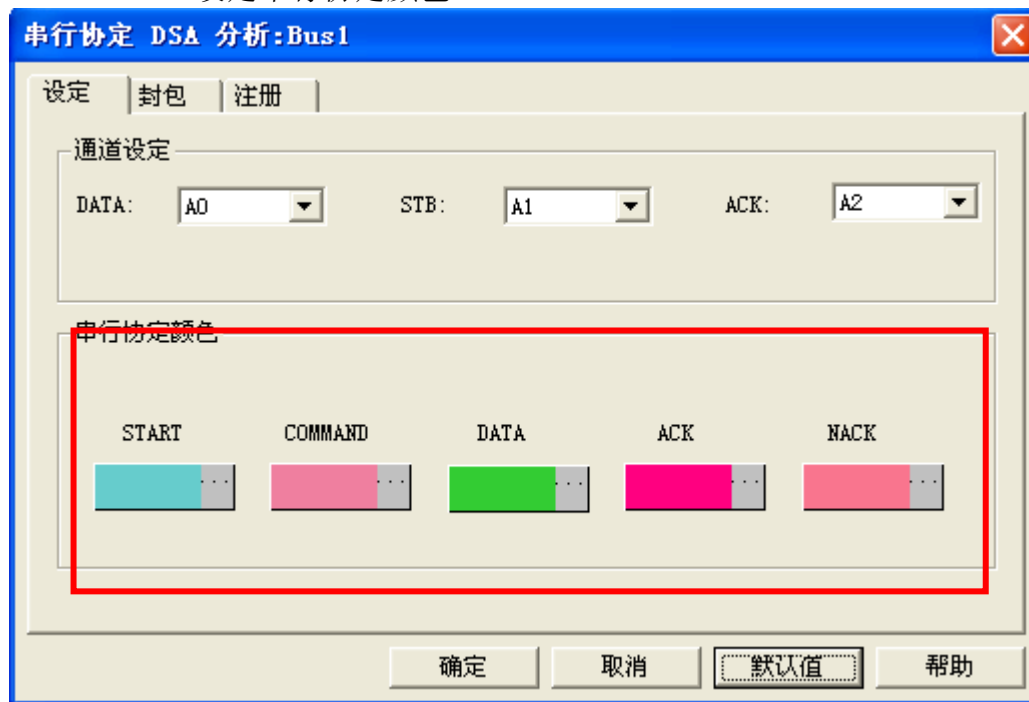 串行协定 DSA 分析:Bus1
设定 封包 注册
通道设定
DATA: A0 STB: A1 ACK: A2
串行协定颜色
START COMMAND DATA ACK NACK
... ... ... ... ...
确定 取消 默认值 帮助